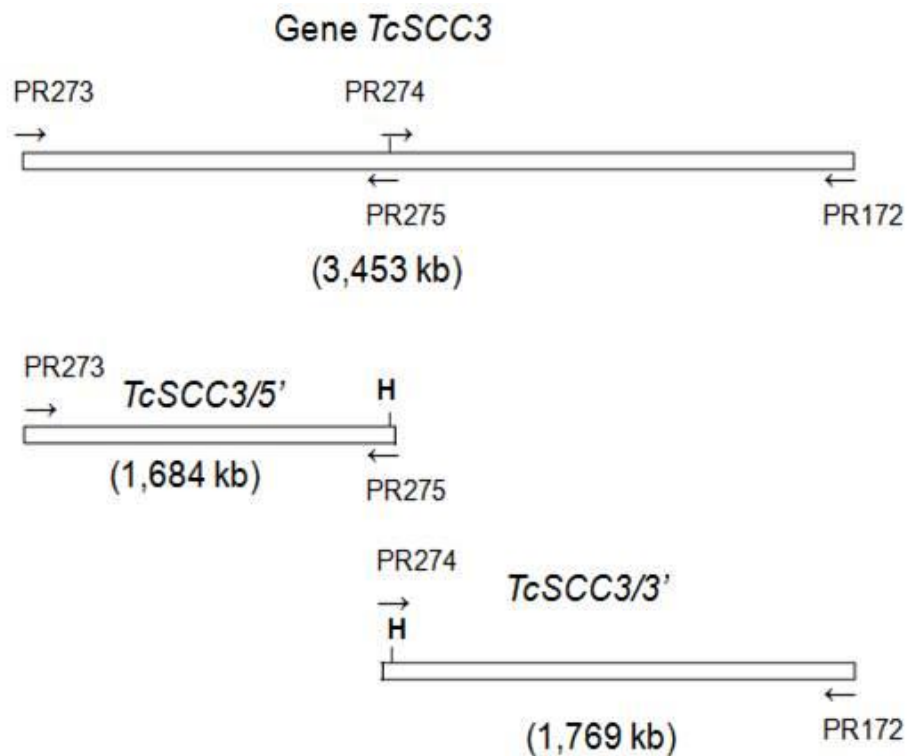 Gene TcSCC3
PR273 PR274
PR275 PR172
(3,453 kb)
PR273
TcSCC3/5’ H
(1,684 kb)
PR275
PR274
TcSCC3/3’
H
(1,769 kb) PR172